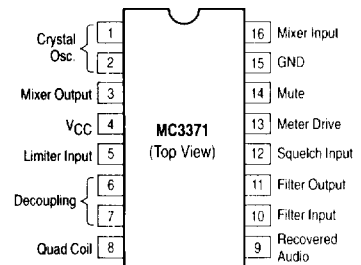 Crystal
Osc.
1
2
Mixer Output 3
VCC 4
Limiter Input 5
Decoupling
6
7
Quad Coil 8
MC3371
(Top View)
16 Mixer Input
15 GND
14 Mute
13 Meter Drive
12 Squelch Input
11 Filter Output
10 Filter Input
9 Recovered
Audio